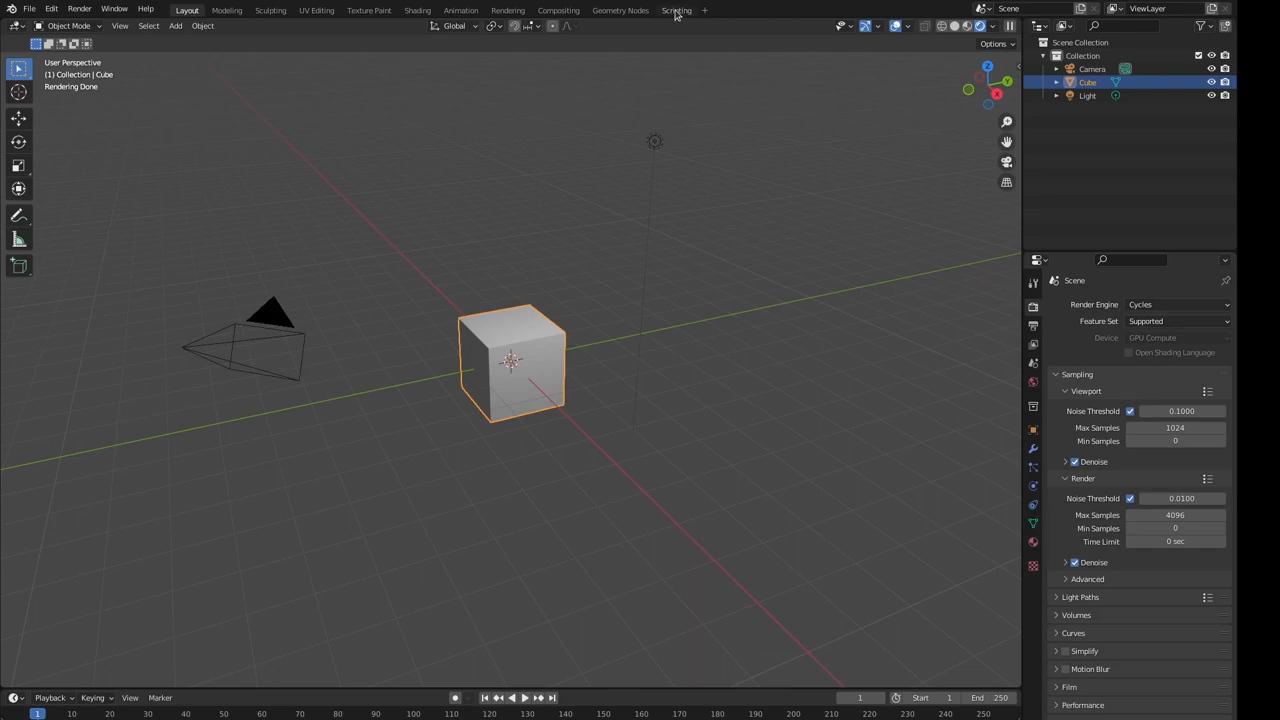 File Edit Render Window Help Layout Modeling Sculpting UV Editing Texture Paint Shading Animation Rendering Compositing Geometry Nodes Scripting + Scene ViewLayer
Object Mode View Select Add Object Global
Options
User Perspective
(1) Collection | Cube
Rendering Done
Z
Y
X
Scene Collection
Collection
Camera
Cube
Light
Scene
Render Engine Cycles
Feature Set Supported
Device GPU Compute
Open Shading Language
Sampling
Viewport
Noise Threshold 0.1000
Max Samples 1024
Min Samples 0
Denoise
Render
Noise Threshold 0.0100
Max Samples 4096
Min Samples 0
Time Limit 0 sec
Denoise
Advanced
Light Paths
Volumes
Curves
Simplify
Motion Blur
Film
Performance
Playback Keying View Marker 1 Start 1 End 250
1 10 20 30 40 50 60 70 80 90 100 110 120 130 140 150 160 170 180 190 200 210 220 230 240 250